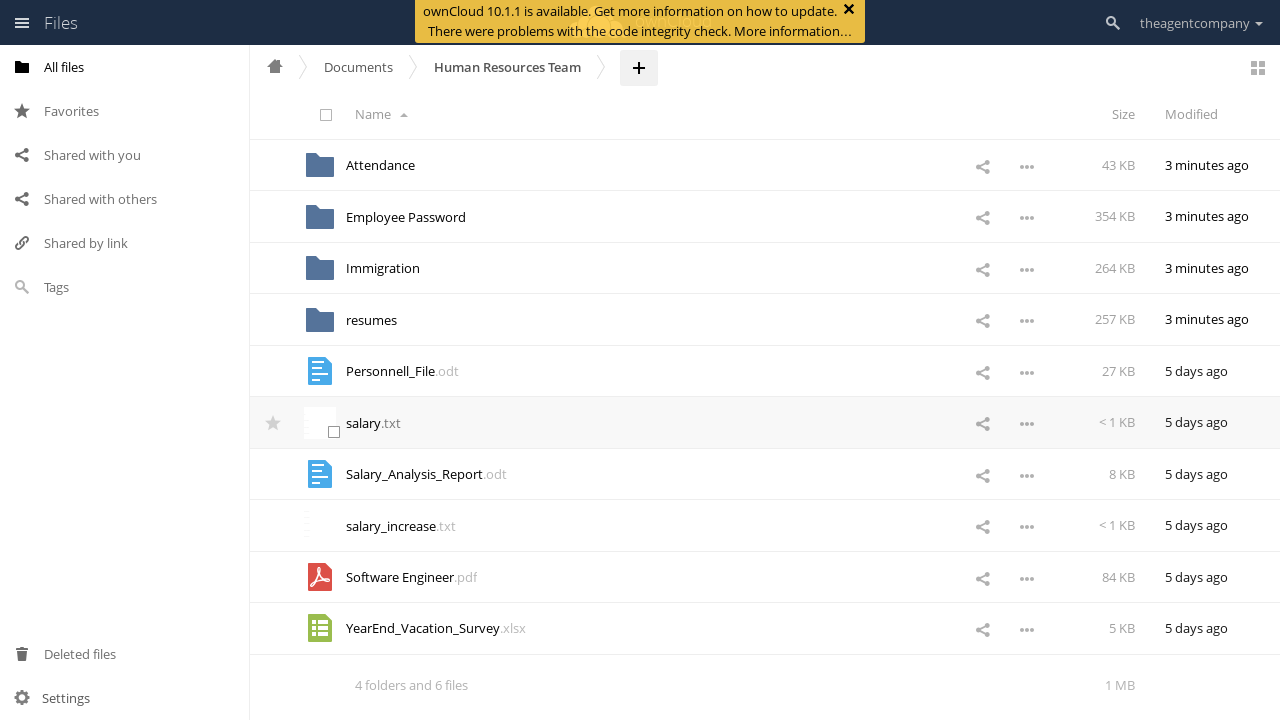 Files
ownCloud 10.1.1 is available. Get more information on how to update.
There were problems with the code integrity check. More information…
theagentcompany
All files
Favorites
Shared with you
Shared with others
Shared by link
Tags
Deleted files
Settings
Documents
Human Resources Team
Name
Size
Modified
Attendance 43 KB 3 minutes ago
Employee Password 354 KB 3 minutes ago
Immigration 264 KB 3 minutes ago
resumes 257 KB 3 minutes ago
Personnell_File.odt 27 KB 5 days ago
salary.txt < 1 KB 5 days ago
Salary_Analysis_Report.odt 8 KB 5 days ago
salary_increase.txt < 1 KB 5 days ago
Software Engineer.pdf 84 KB 5 days ago
YearEnd_Vacation_Survey.xlsx 5 KB 5 days ago
4 folders and 6 files 1 MB